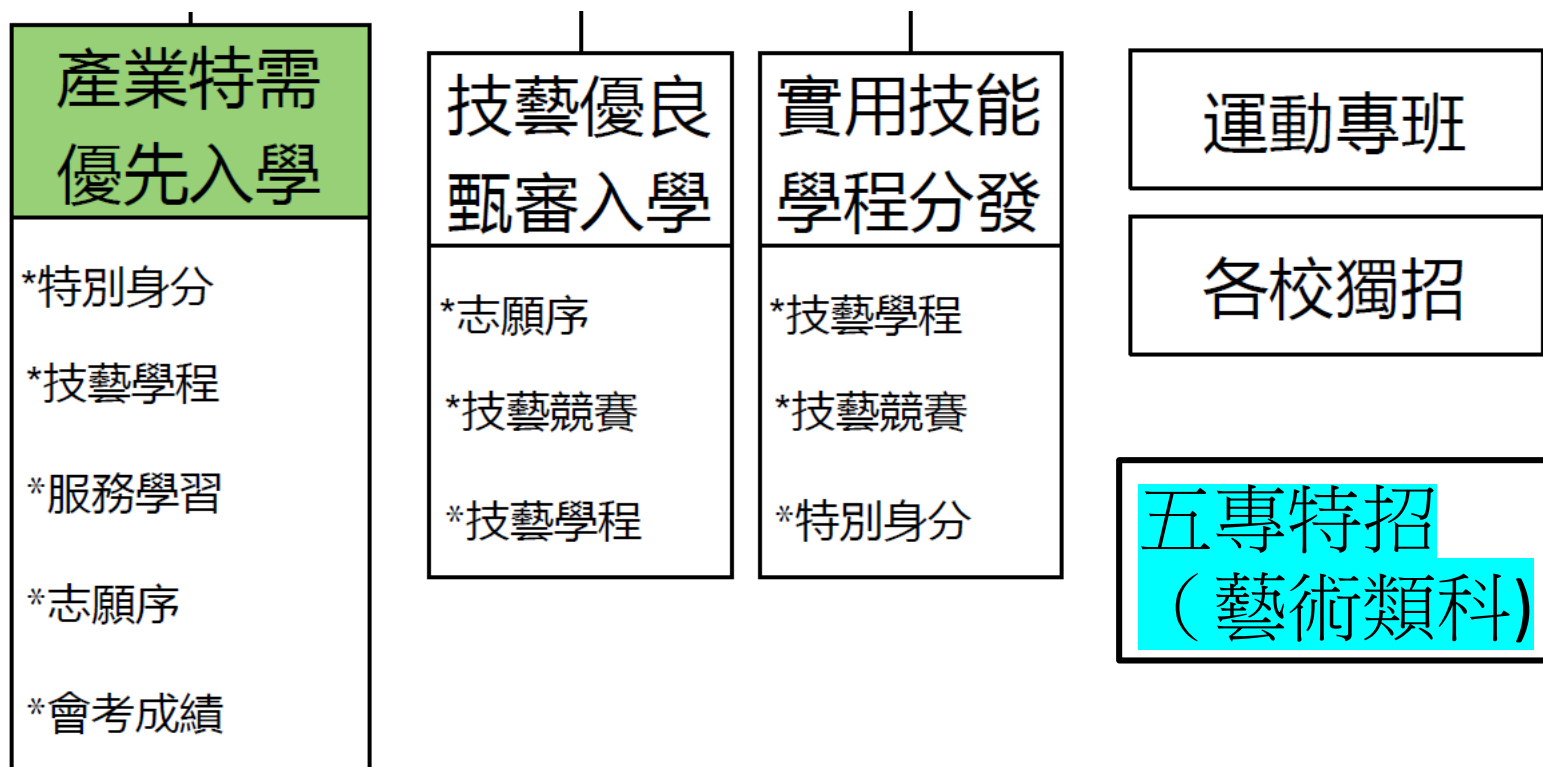 產業特需
優先入學
*特別身分
*技藝學程
*服務學習
*志願序
*會考成績
技藝優良
甄審入學
*志願序
*技藝競賽
*技藝學程
實用技能
學程分發
*技藝學程
*技藝競賽
*特別身分
運動專班
各校獨招
五專特招
（藝術類科)